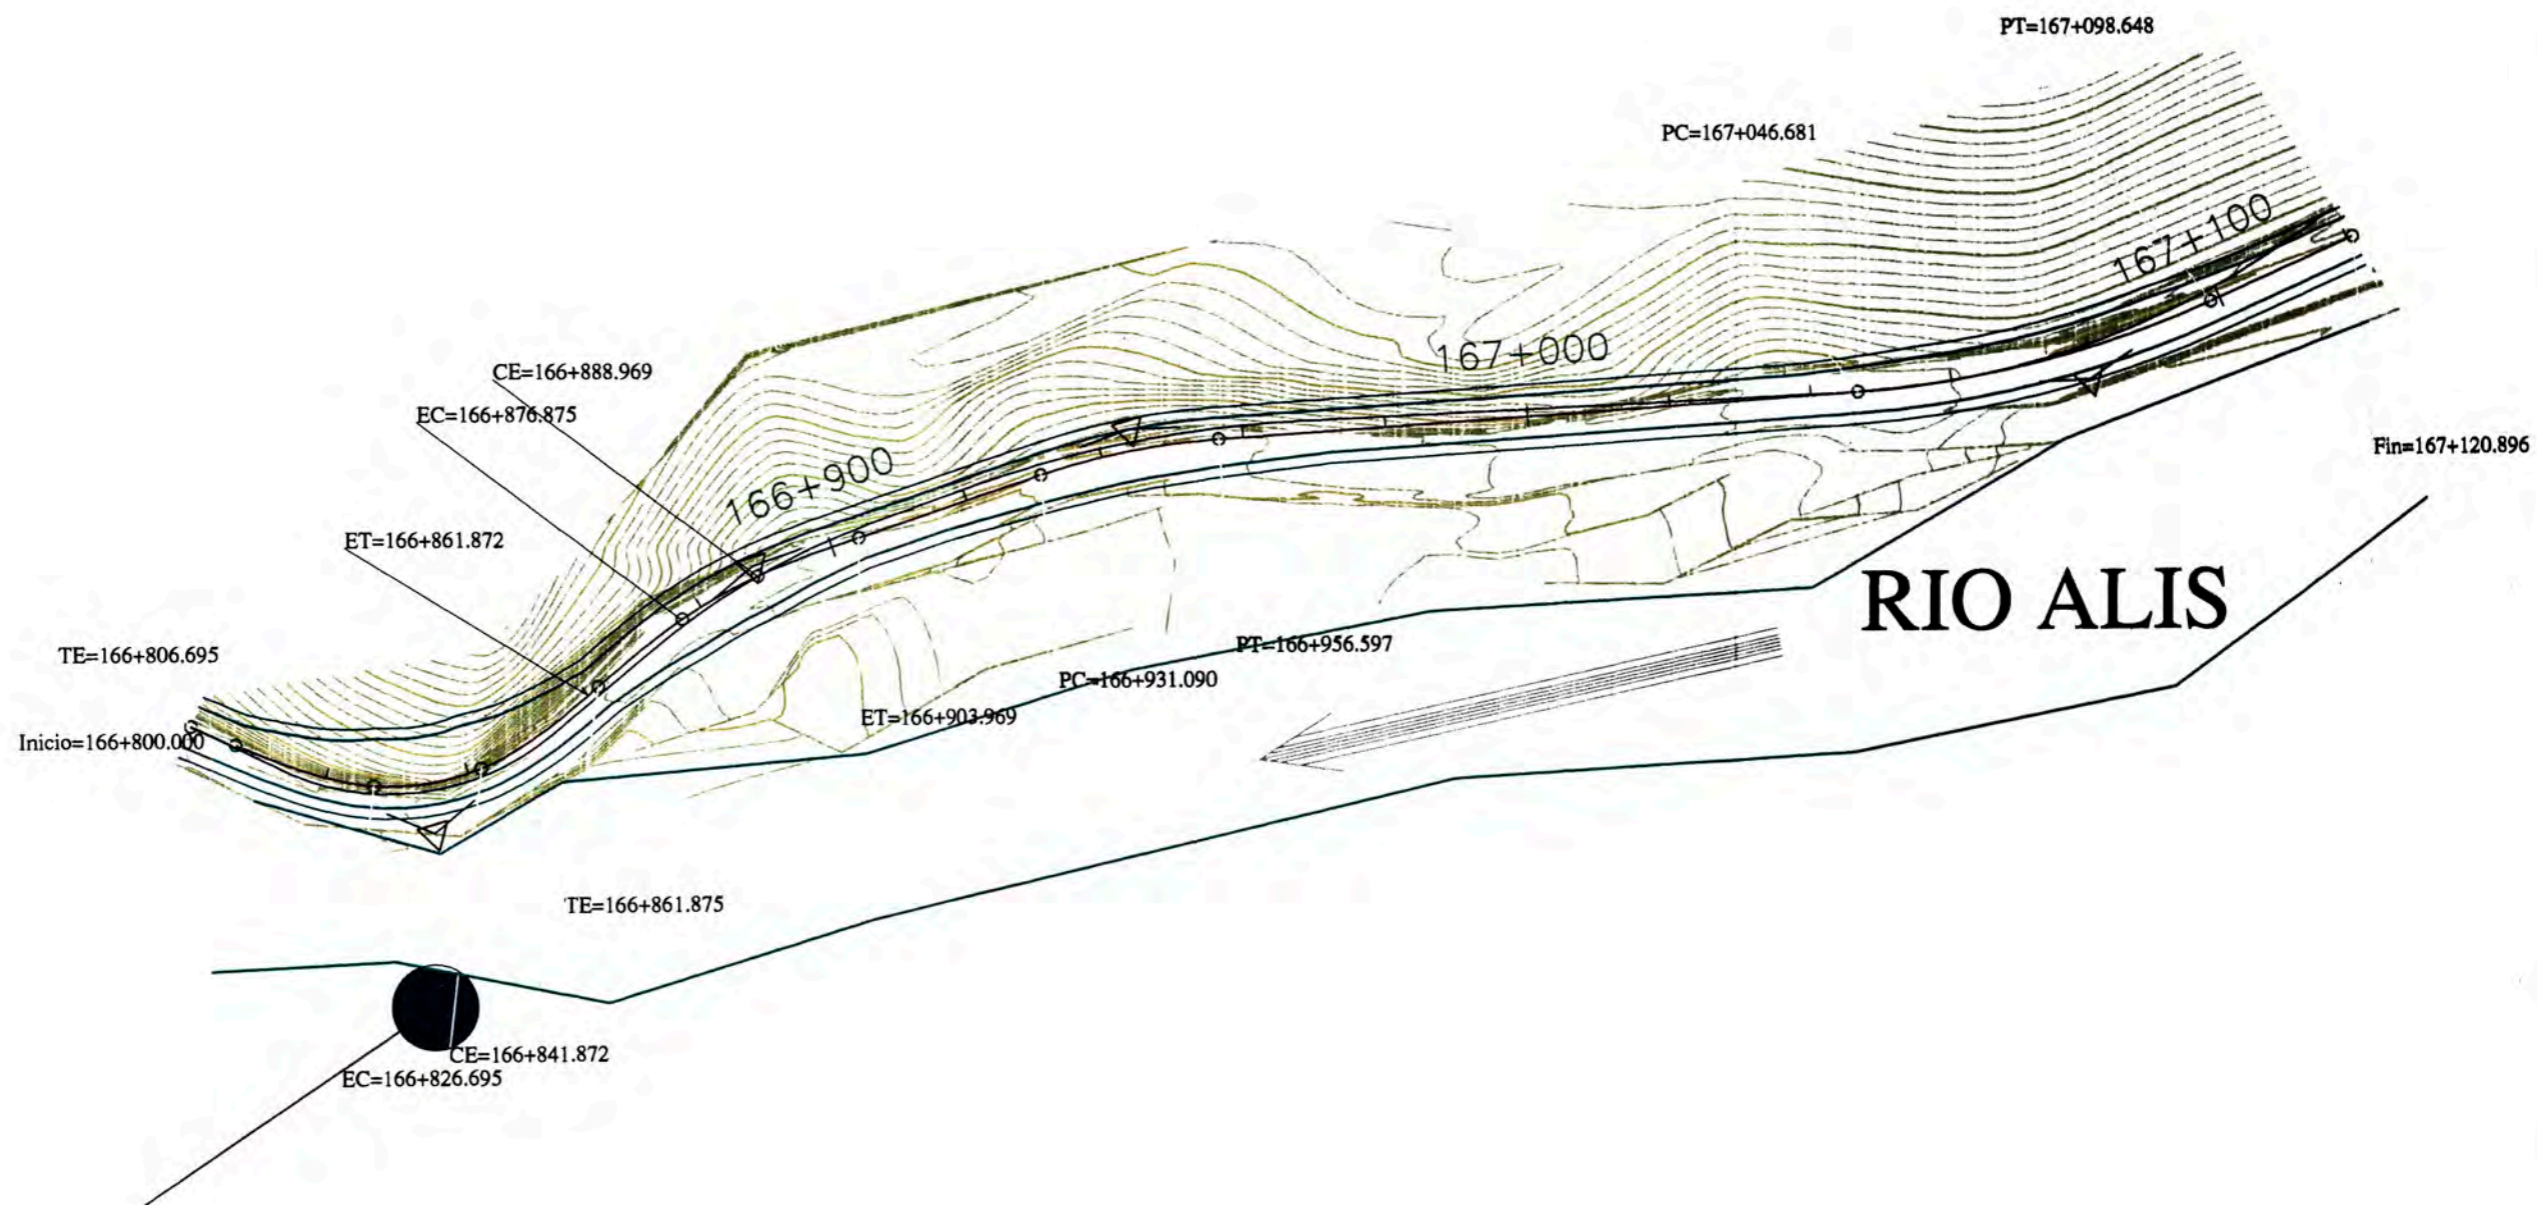 PT=167+098.648
PC=167+046.681
167+100
167+000
CE=166+888.969
EC=166+876.875
Fin=167+120.896
166+900
ET=166+861.872
RIO ALIS
TE=166+806.695
PT=166+956.597
PC=166+931.090
ET=166+903.969
Inicio=166+800.000
TE=166+861.875
CE=166+841.872
EC=166+826.695